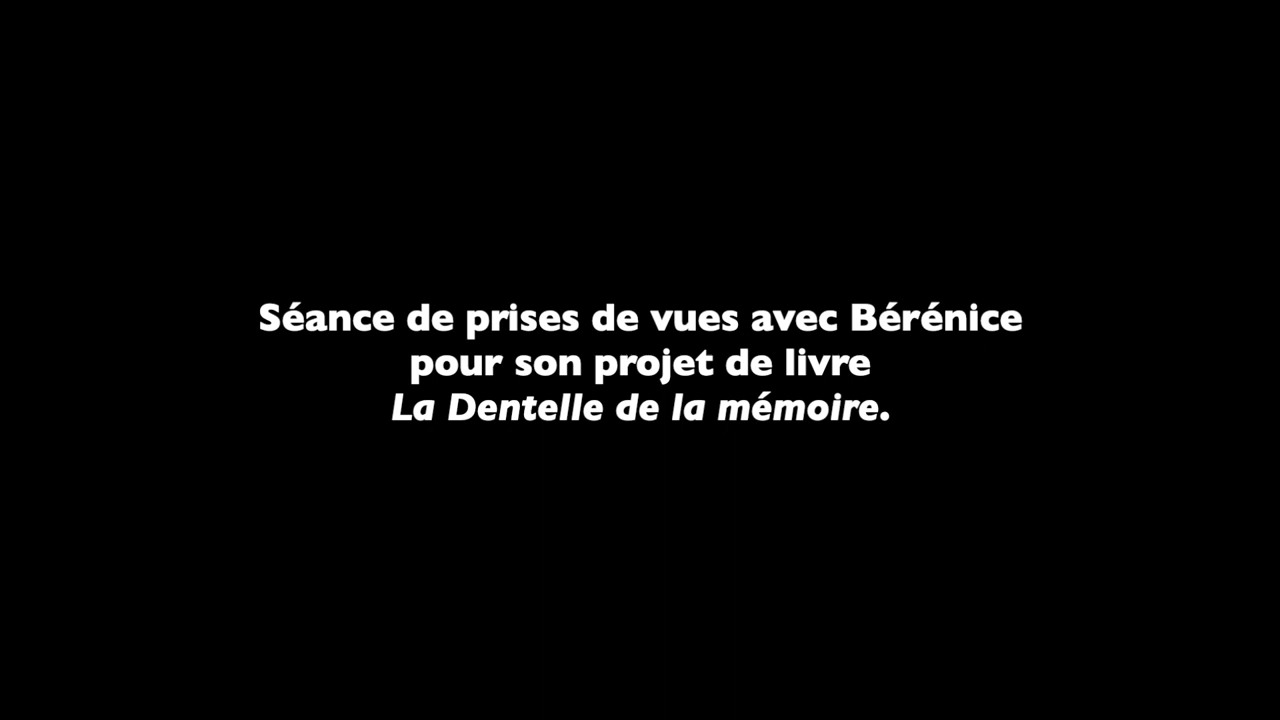 Séance de prises de vues avec Bérénice
pour son projet de livre
La Dentelle de la mémoire.